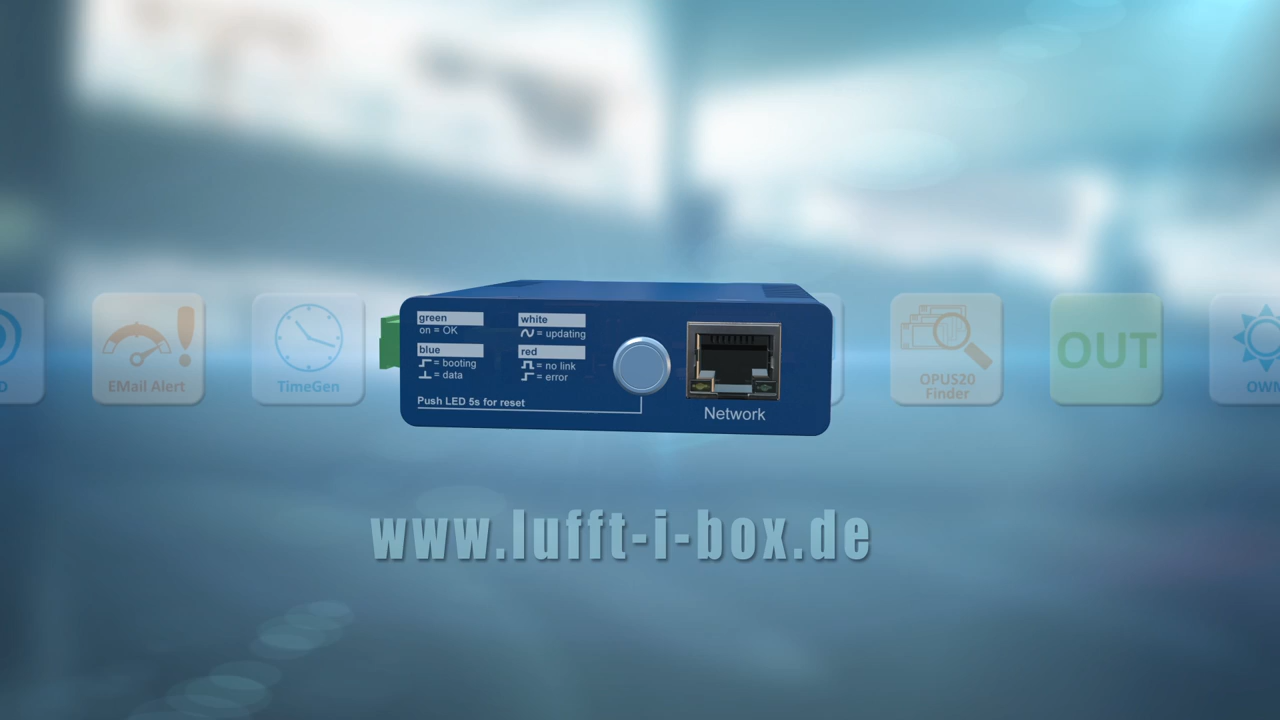 green
on = OK
white
= updating
blue
= booting
= data
red
= no link
= error
Push LED 5s for reset
Network
D
EMail Alert
TimeGen
OPUS20
Finder
OUT
OWN
www.lufft-i-box.de